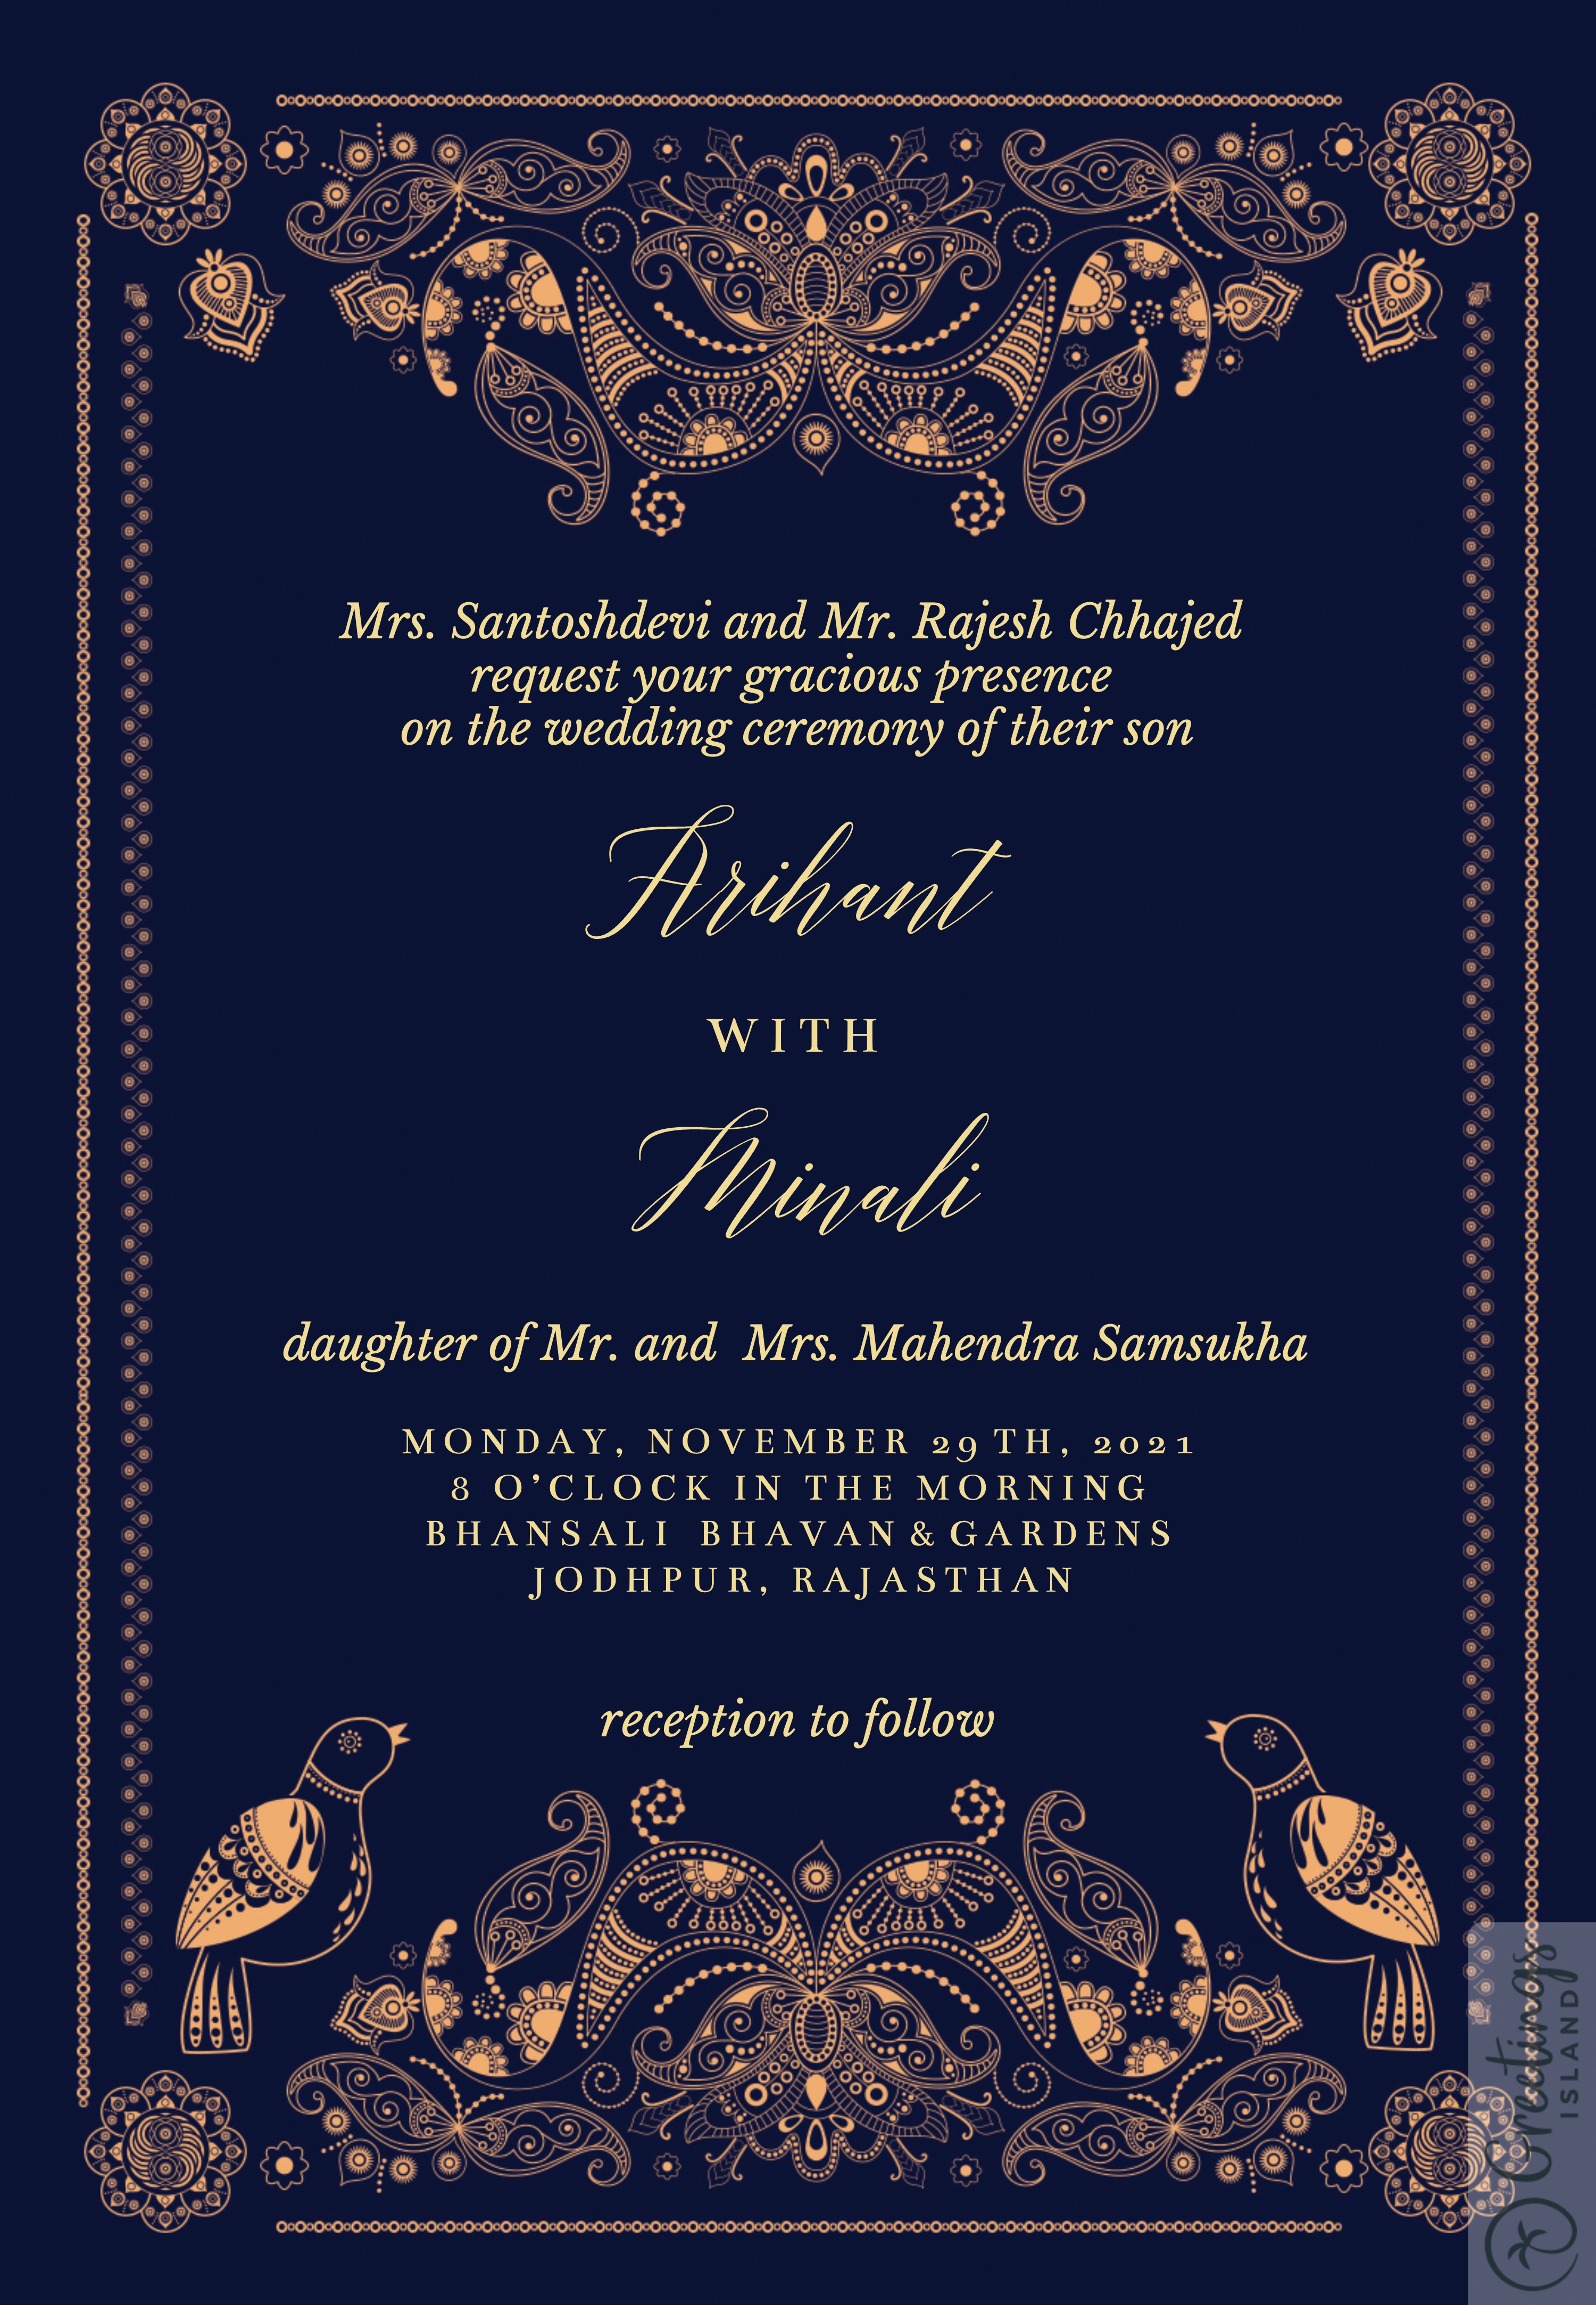 Mrs. Santoshdevi and Mr. Rajesh Chhajed
request your gracious presence
on the wedding ceremony of their son
Arihant
WITH
Minali
daughter of Mr. and Mrs. Mahendra Samsukha
MONDAY, NOVEMBER 29TH, 2021
8 O'CLOCK IN THE MORNING
BHANSALI BHAVAN & GARDENS
JODHPUR, RAJASTHAN
reception to follow
Greetings
ISLAND